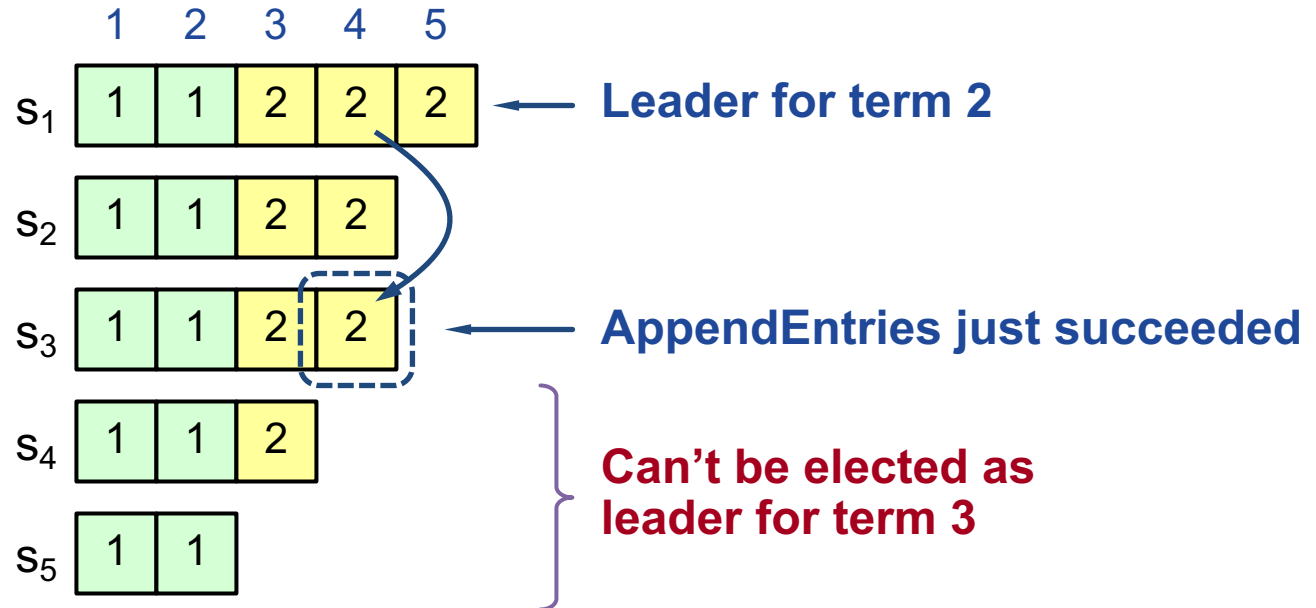 1 2 3 4 5
s1 1 1 2 2 2 Leader for term 2
s2 1 1 2 2
s3 1 1 2 2 AppendEntries just succeeded
s4 1 1 2
Can't be elected as
leader for term 3
s5 1 1